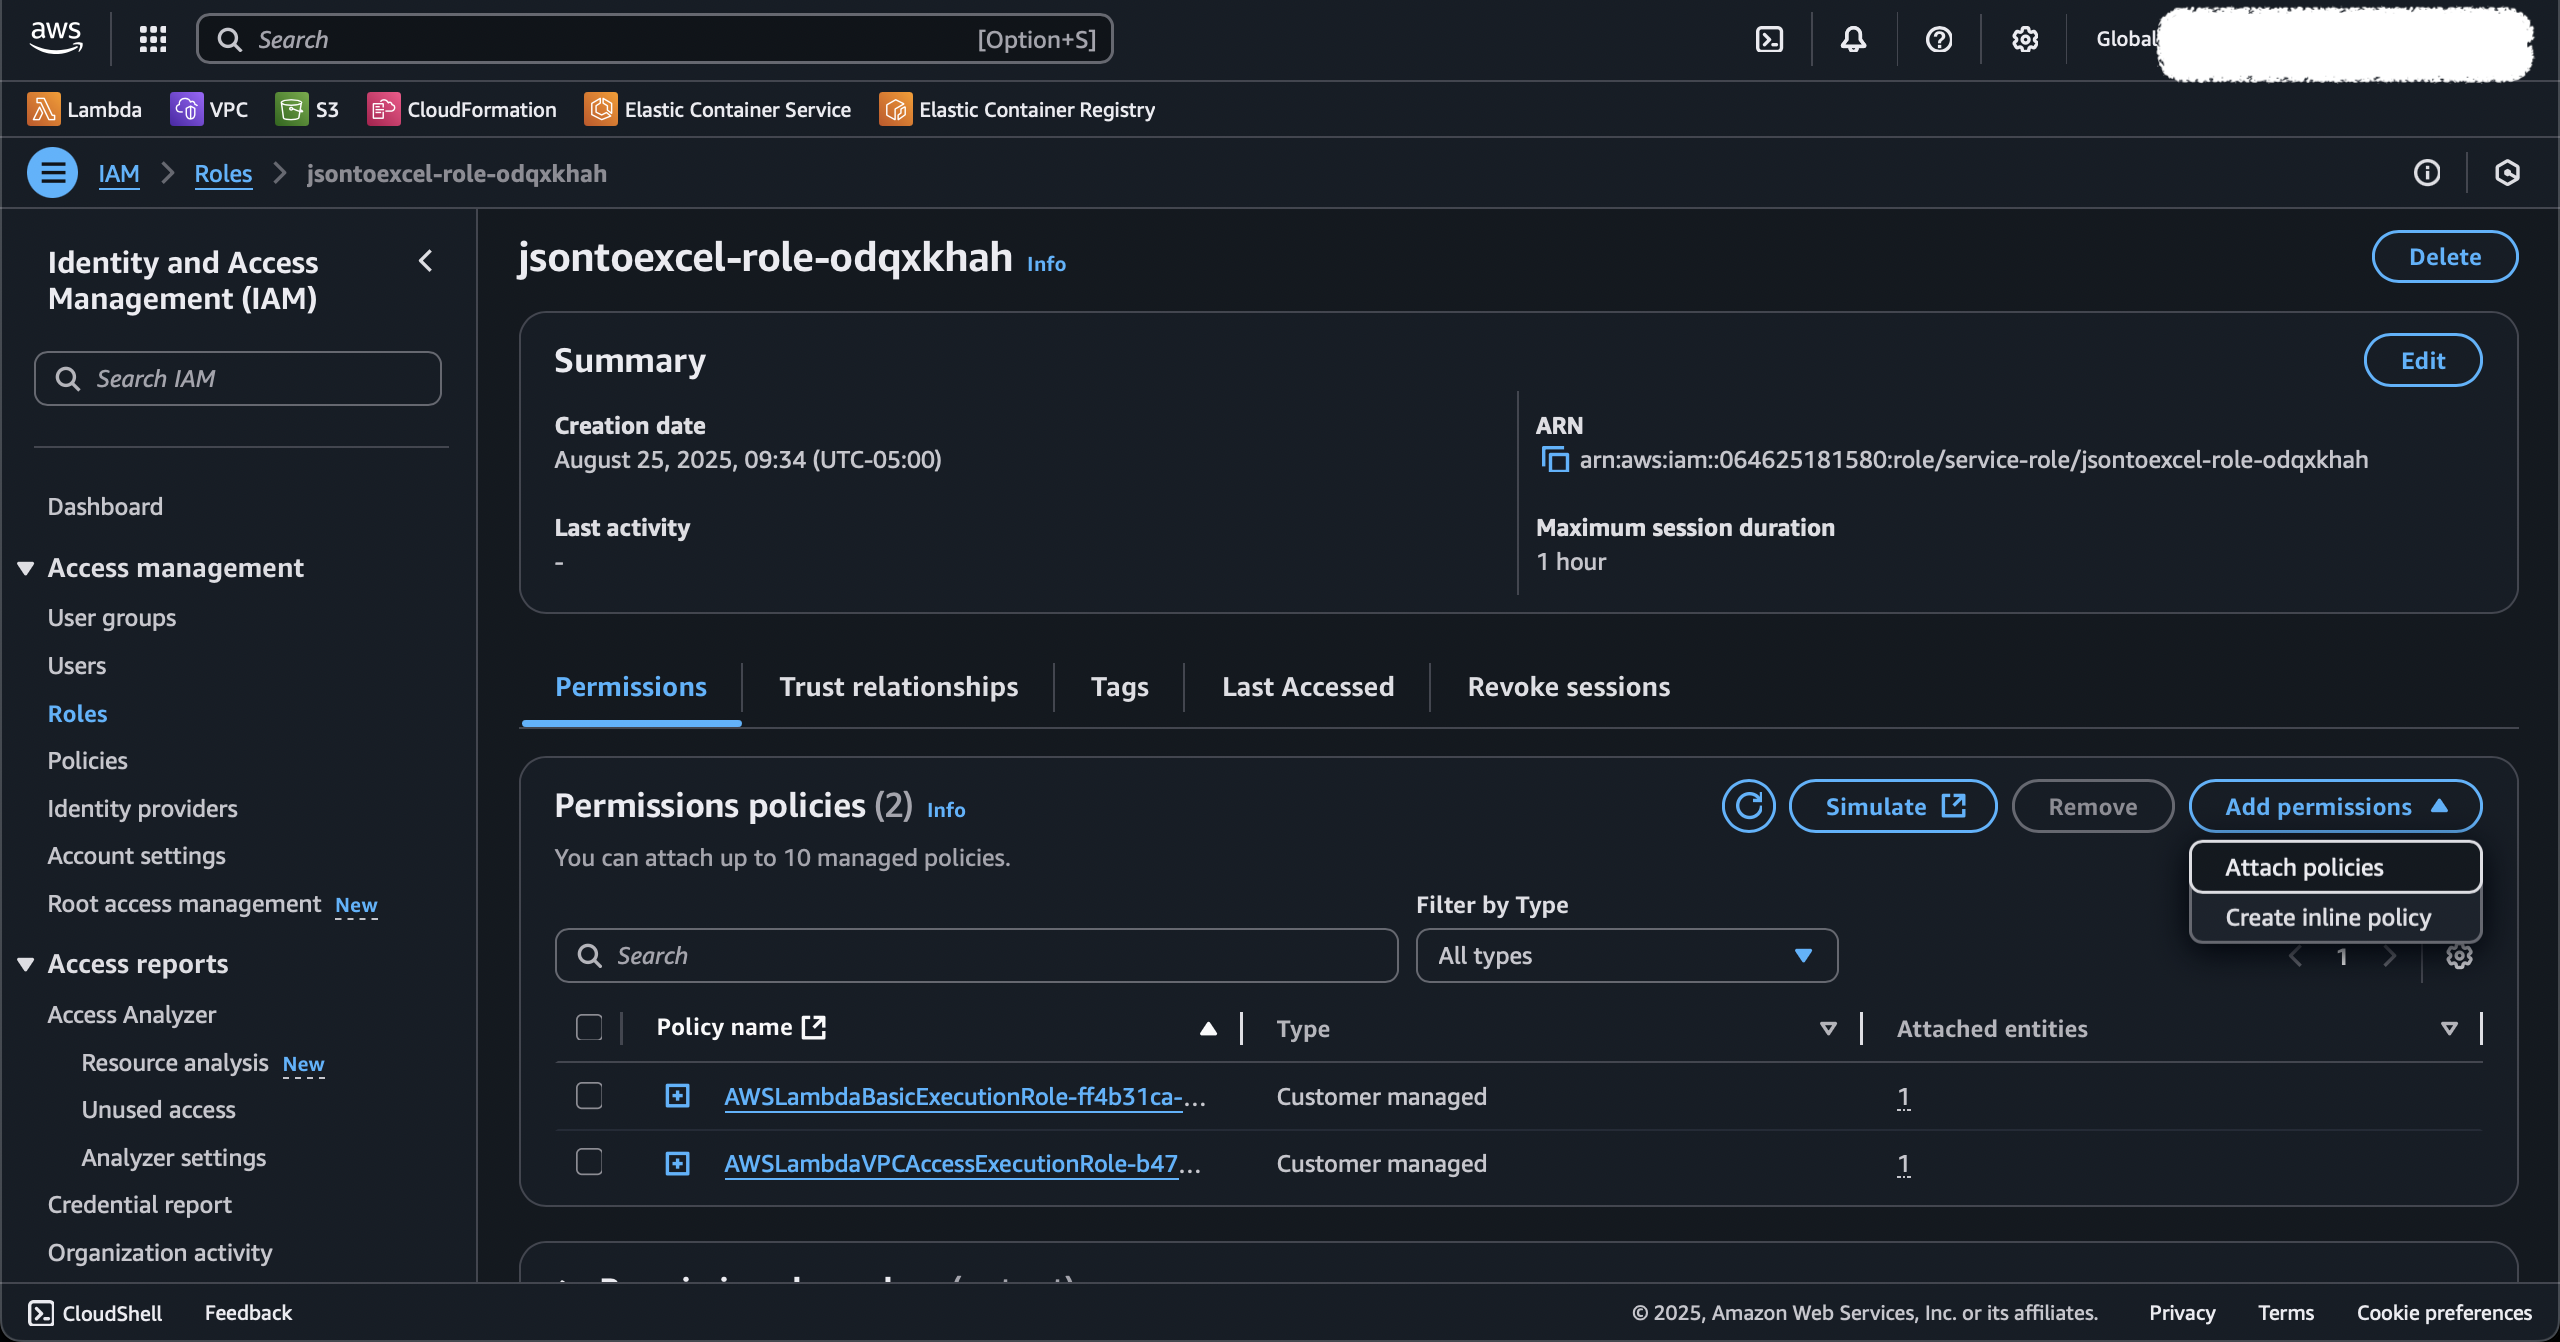 aws
Search [Option+S]
Global
Lambda VPC S3 CloudFormation Elastic Container Service Elastic Container Registry
IAM Roles jsontoexcel-role-odqxkhah
Identity and Access
Management (IAM)
Search IAM
Dashboard
Access management
User groups
Users
Roles
Policies
Identity providers
Account settings
Root access management New
Access reports
Access Analyzer
Resource analysis New
Unused access
Analyzer settings
Credential report
Organization activity
jsontoexcel-role-odqxkhah Info
Delete
Summary
Edit
Creation date
August 25, 2025, 09:34 (UTC-05:00)
ARN
arn:aws:iam::064625181580:role/service-role/jsontoexcel-role-odqxkhah
Last activity
-
Maximum session duration
1 hour
Permissions Trust relationships Tags Last Accessed Revoke sessions
Permissions policies (2) Info
Simulate Remove Add permissions
You can attach up to 10 managed policies.
Attach policies
Create inline policy
Filter by Type
Search All types
1
Policy name Type Attached entities
AWSLambdaBasicExecutionRole-ff4b31ca-... Customer managed 1
AWSLambdaVPCAccessExecutionRole-b47... Customer managed 1
CloudShell Feedback
© 2025, Amazon Web Services, Inc. or its affiliates. Privacy Terms Cookie preferences